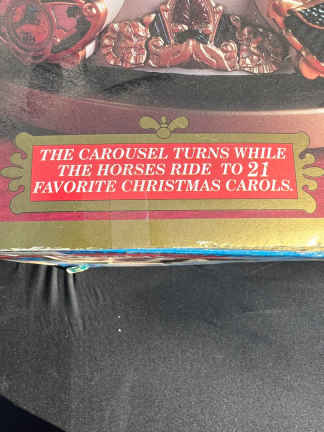 THE CAROUSEL TURNS WHILE
THE HORSES RIDE TO 21
FAVORITE CHRISTMAS CAROLS.